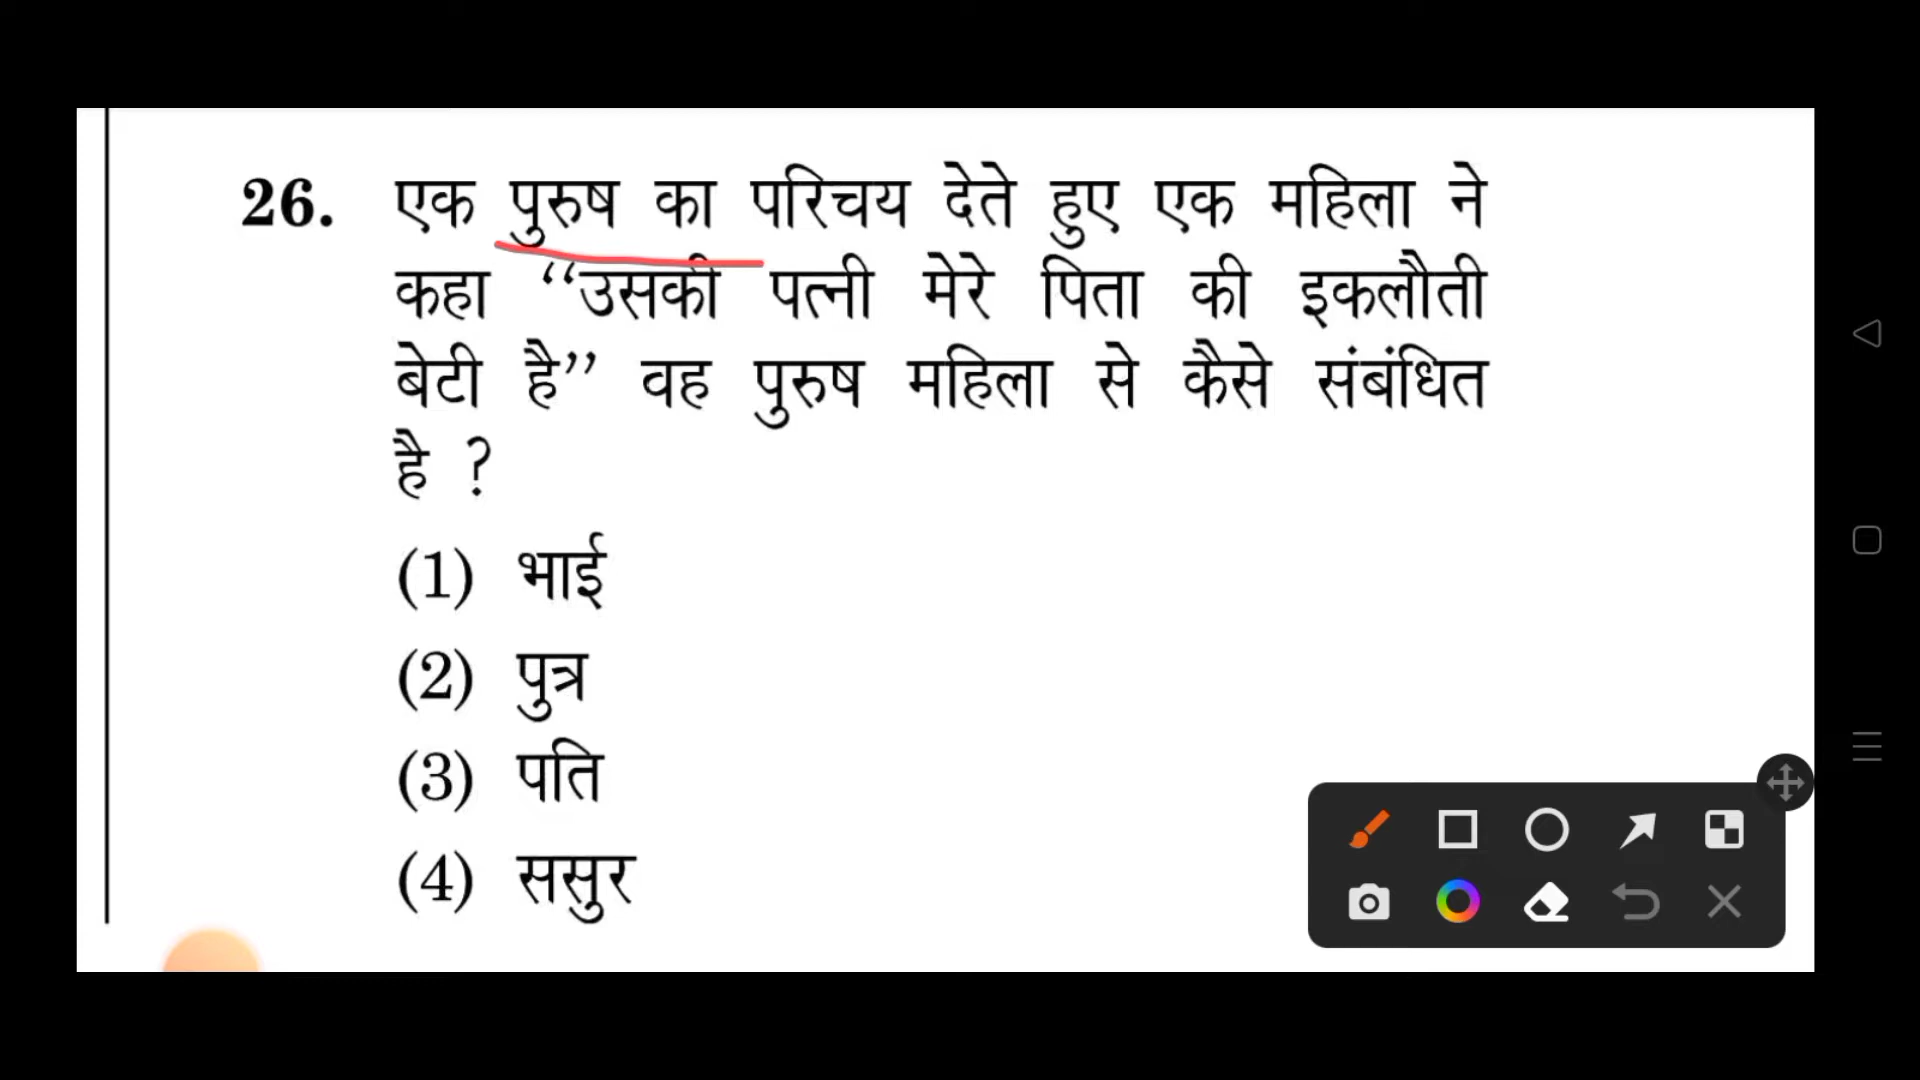 26. एक पुरुष का परिचय देते हुए एक महिला ने
कहा “उसकी पत्नी मेरे पिता की इकलौती
बेटी है” वह पुरुष महिला से कैसे संबंधित
है ?
(1) भाई
(2) पुत्र
(3) पति
(4) ससुर